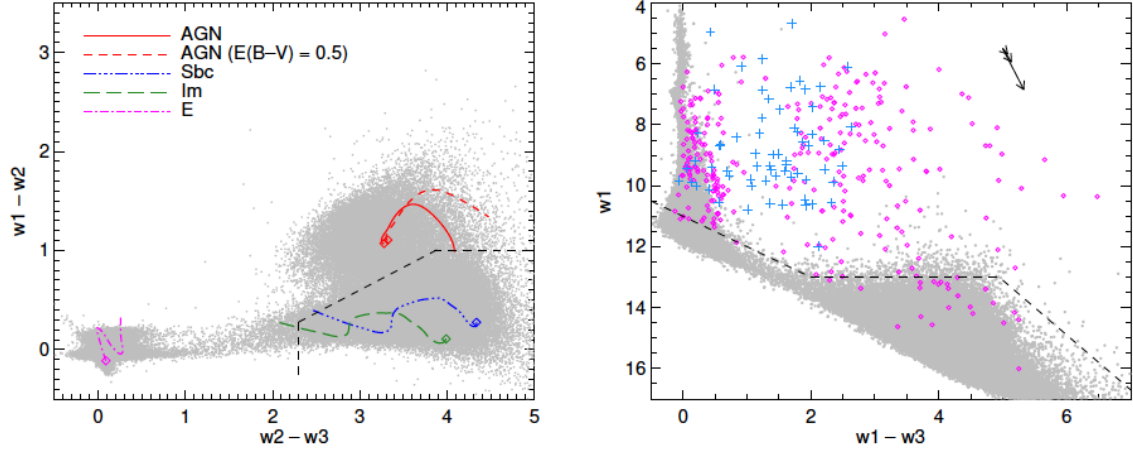 AGN
AGN (E(B−V) = 0.5)
Sbc
Im
E
3
2
1
0
w1 − w2
0 1 2 3 4 5
w2 − w3
4
6
8
10
12
14
16
w1
0 2 4 6
w1 − w3